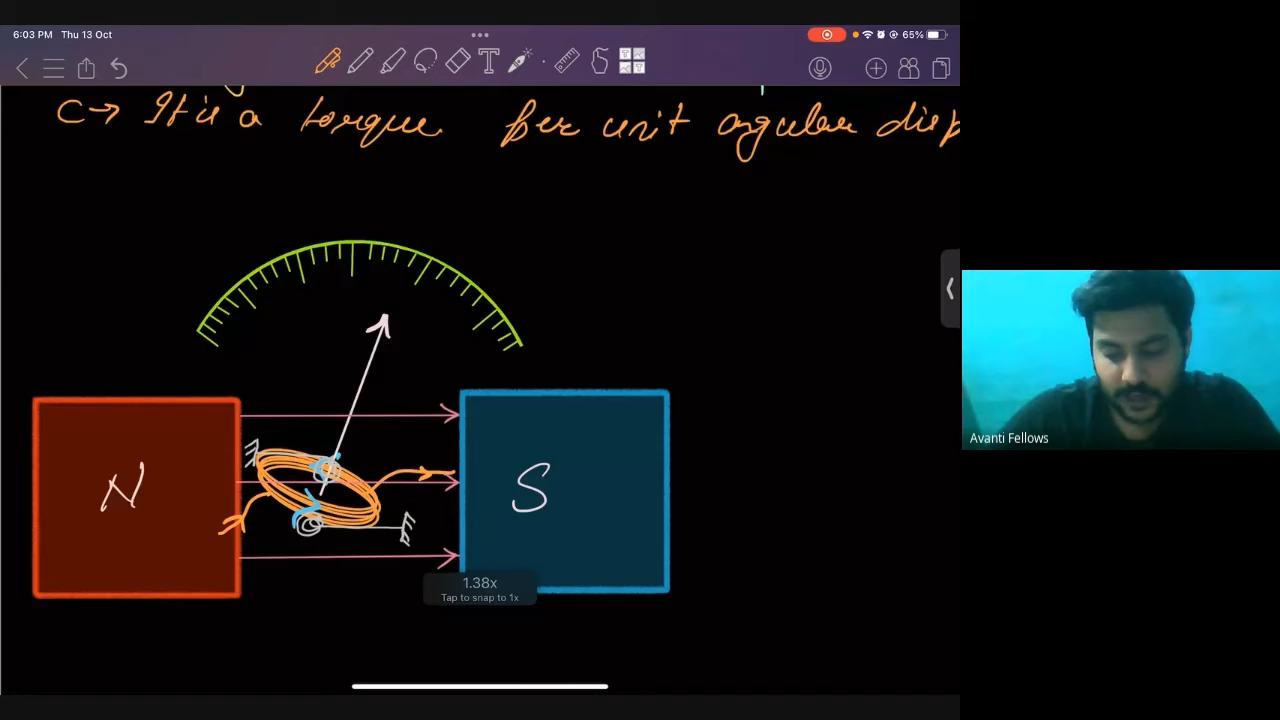 6:03 PM Thu 13 Oct
65%
C→ It is a torque per unit angular disp
N
S
1.38x
Tap to snap to 1x
Avanti Fellows